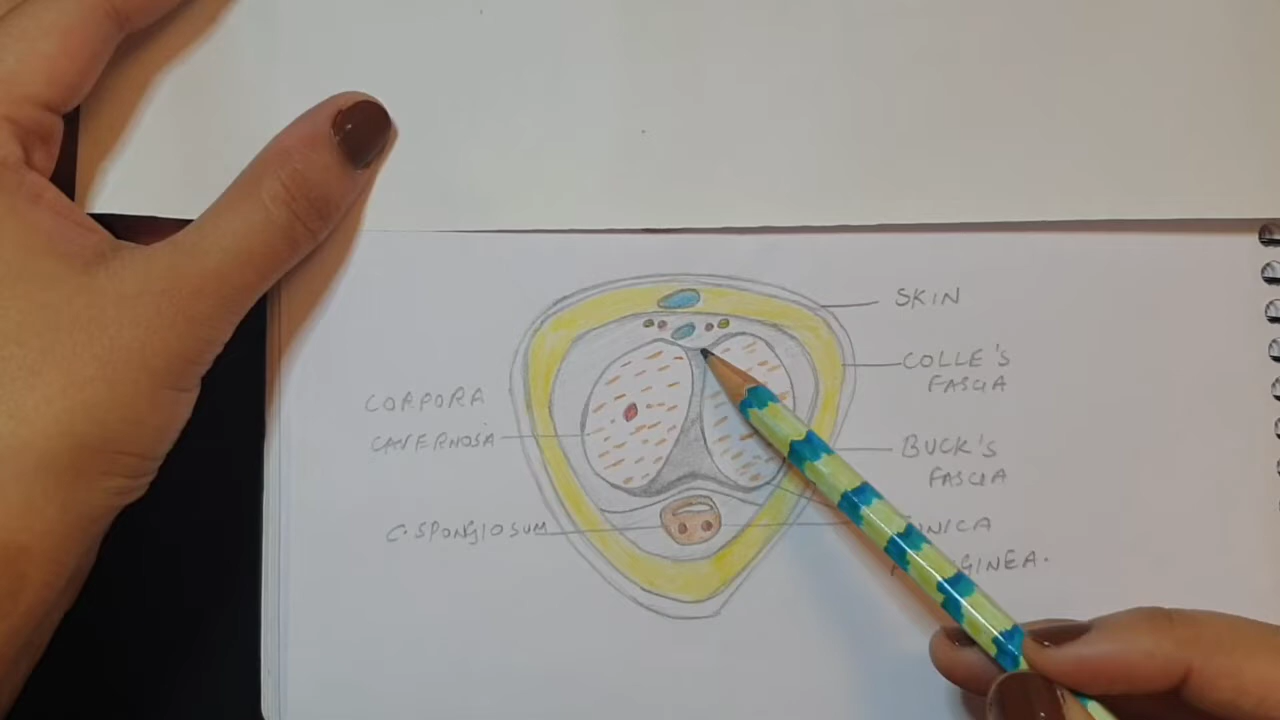 SKIN
COLLE'S
FASCIA
CORPORA
CAVERNOSA
BUCK'S
FASCIA
C. SPONGIOSUM